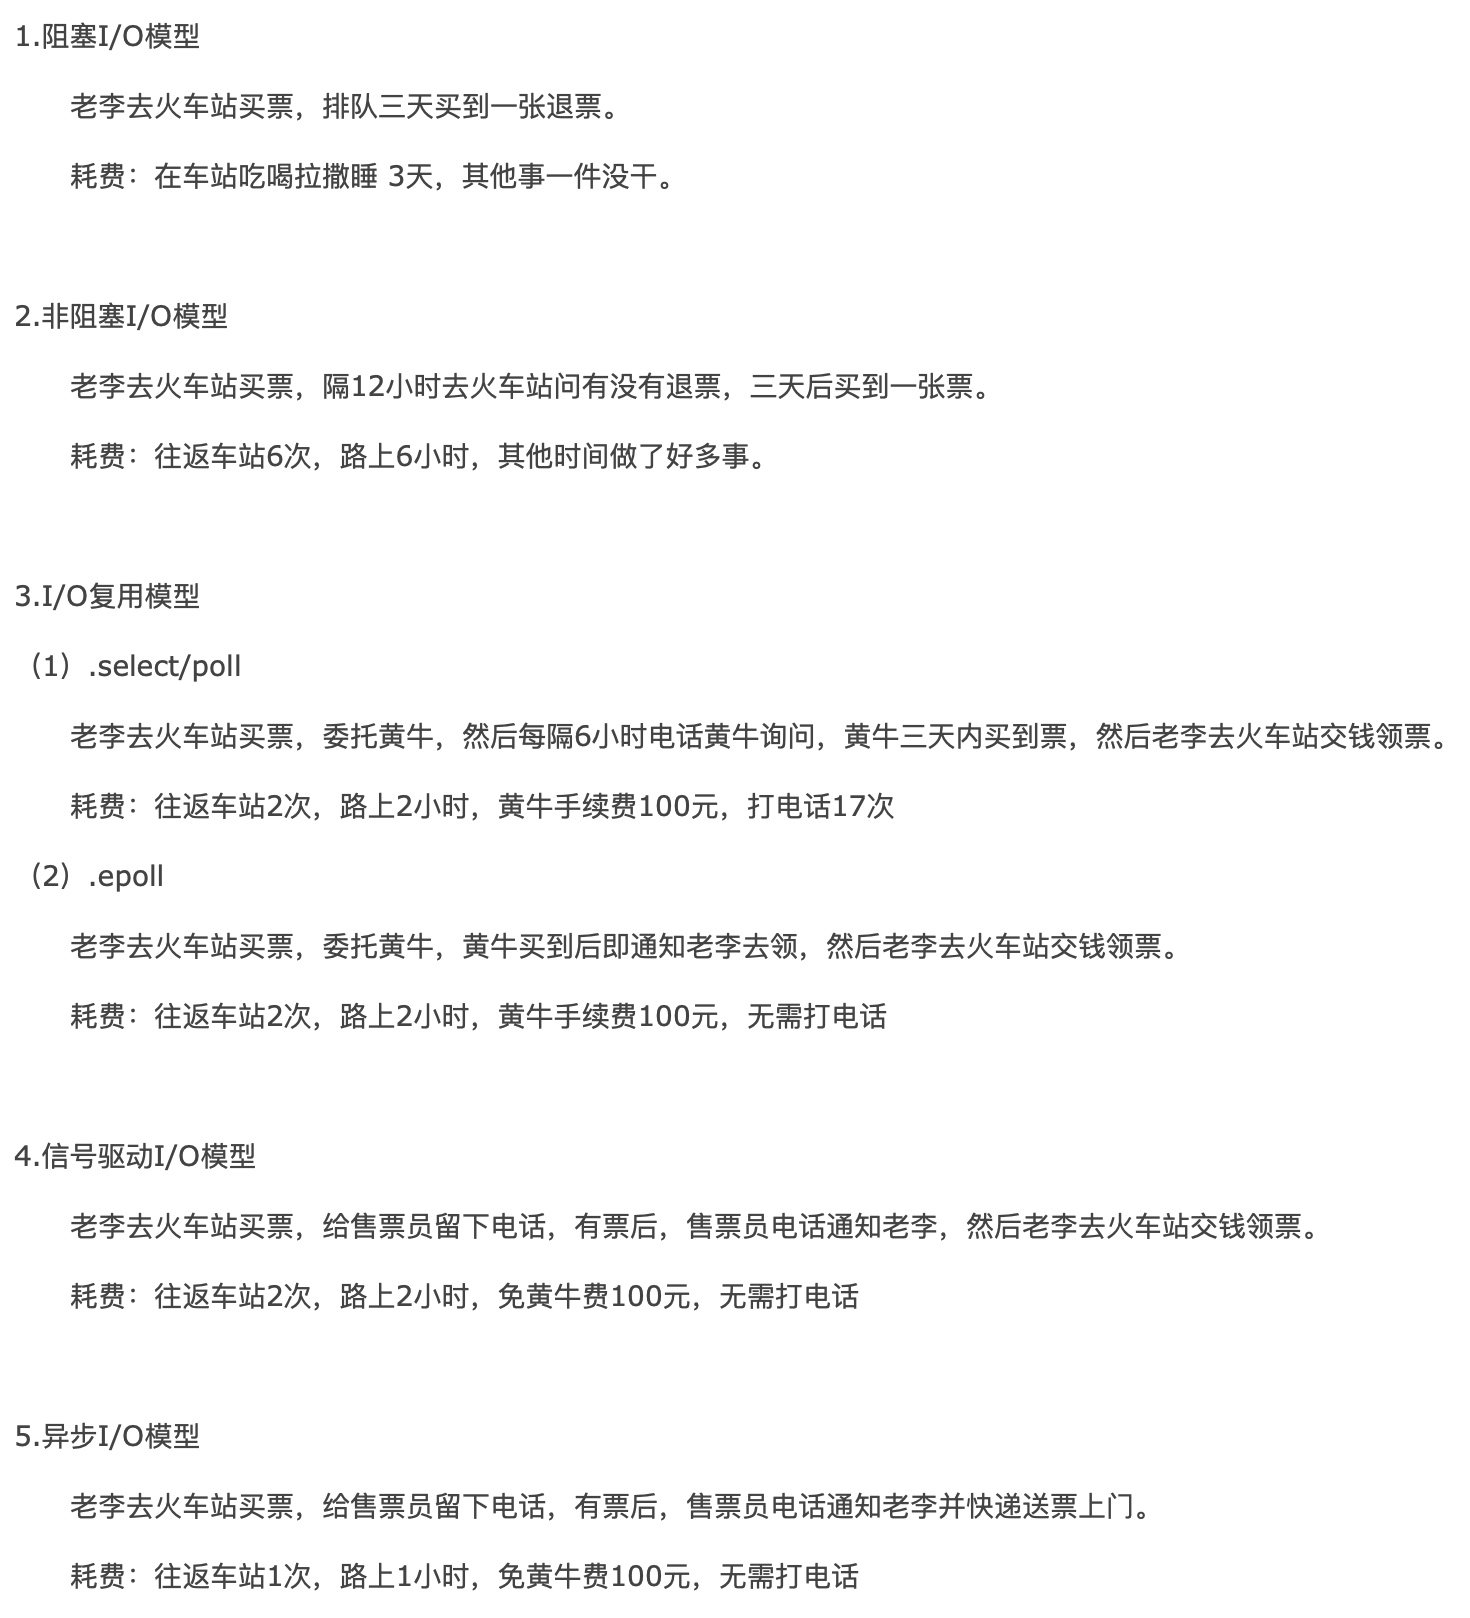 1.阻塞I/O模型
老李去火车站买票，排队三天买到一张退票。
耗费：在车站吃喝拉撒睡 3天，其他事一件没干。
2.非阻塞I/O模型
老李去火车站买票，隔12小时去火车站问有没有退票，三天后买到一张票。
耗费：往返车站6次，路上6小时，其他时间做了好多事。
3.I/O复用模型
（1）.select/poll
老李去火车站买票，委托黄牛，然后每隔6小时电话黄牛询问，黄牛三天内买到票，然后老李去火车站交钱领票。
耗费：往返车站2次，路上2小时，黄牛手续费100元，打电话17次
（2）.epoll
老李去火车站买票，委托黄牛，黄牛买到后即通知老李去领，然后老李去火车站交钱领票。
耗费：往返车站2次，路上2小时，黄牛手续费100元，无需打电话
4.信号驱动I/O模型
老李去火车站买票，给售票员留下电话，有票后，售票员电话通知老李，然后老李去火车站交钱领票。
耗费：往返车站2次，路上2小时，免黄牛费100元，无需打电话
5.异步I/O模型
老李去火车站买票，给售票员留下电话，有票后，售票员电话通知老李并快递送票上门。
耗费：往返车站1次，路上1小时，免黄牛费100元，无需打电话